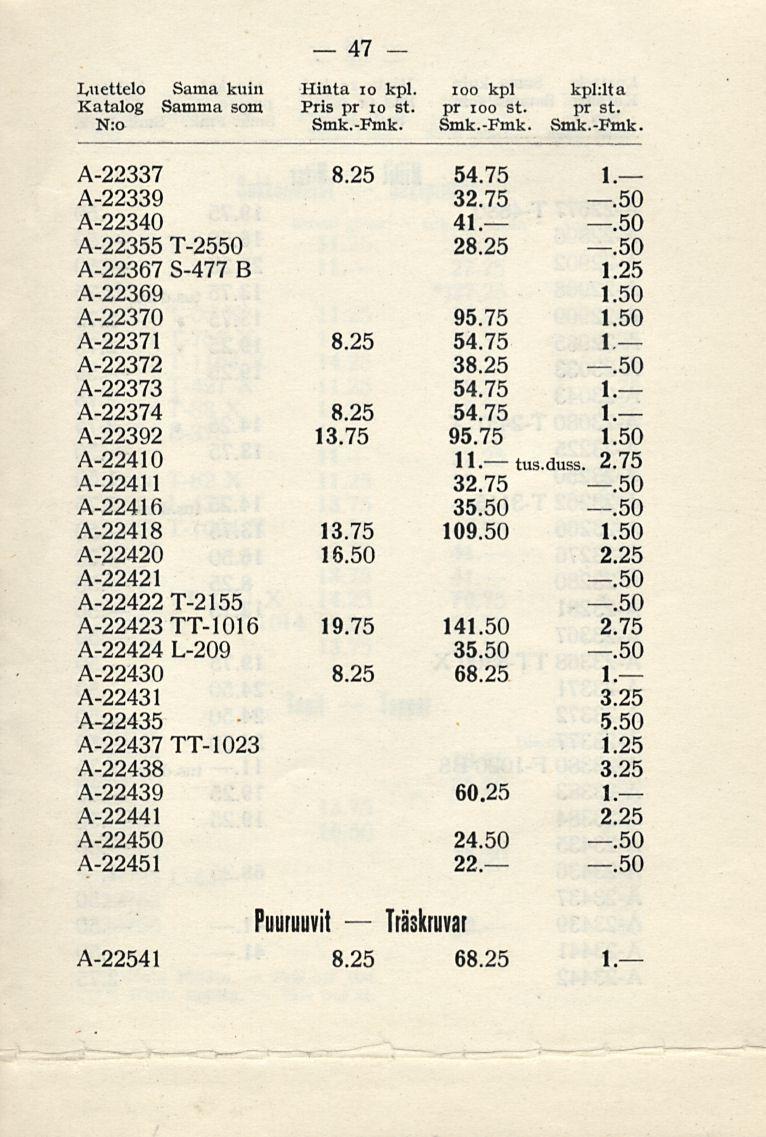 — 47 —
Luettelo Sama kuin Hinta 10 kpl. 100 kpl kpl:lta
Katalog Samma som Pris pr 10 st. pr 100 st. pr st.
N:o Smk.-Fmk. Smk.-Fmk. Smk.-Fmk.
A-22337 8.25 54.75 1.—
A-22339 32.75 —.50
A-22340 41.— —.50
A-22355 T-2550 28.25 —.50
A-22367 S-477 B 1.25
A-22369 1.50
A-22370 95.75 1.50
A-22371 8.25 54.75 1.—
A-22372 38.25 —.50
A-22373 54.75 1.—
A-22374 8.25 54.75 1.—
A-22392 13.75 95.75 1.50
A-22410 11.— tus.duss. 2.75
A-22411 32.75 —.50
A-22416 35.50 —.50
A-22418 13.75 109.50 1.50
A-22420 16.50 2.25
A-22421 —.50
A-22422 T-2155 —.50
A-22423 TT-1016 19.75 141.50 2.75
A-22424 L-209 35.50 —.50
A-22430 8.25 68.25 1.—
A-22431 3.25
A-22435 5.50
A-22437 TT-1023 1.25
A-22438 3.25
A-22439 60.25 1.—
A-22441 2.25
A-22450 24.50 —.50
A-22451 22.— —.50
Puuruuvit — Träskruvar
A-22541 8.25 68.25 1.—